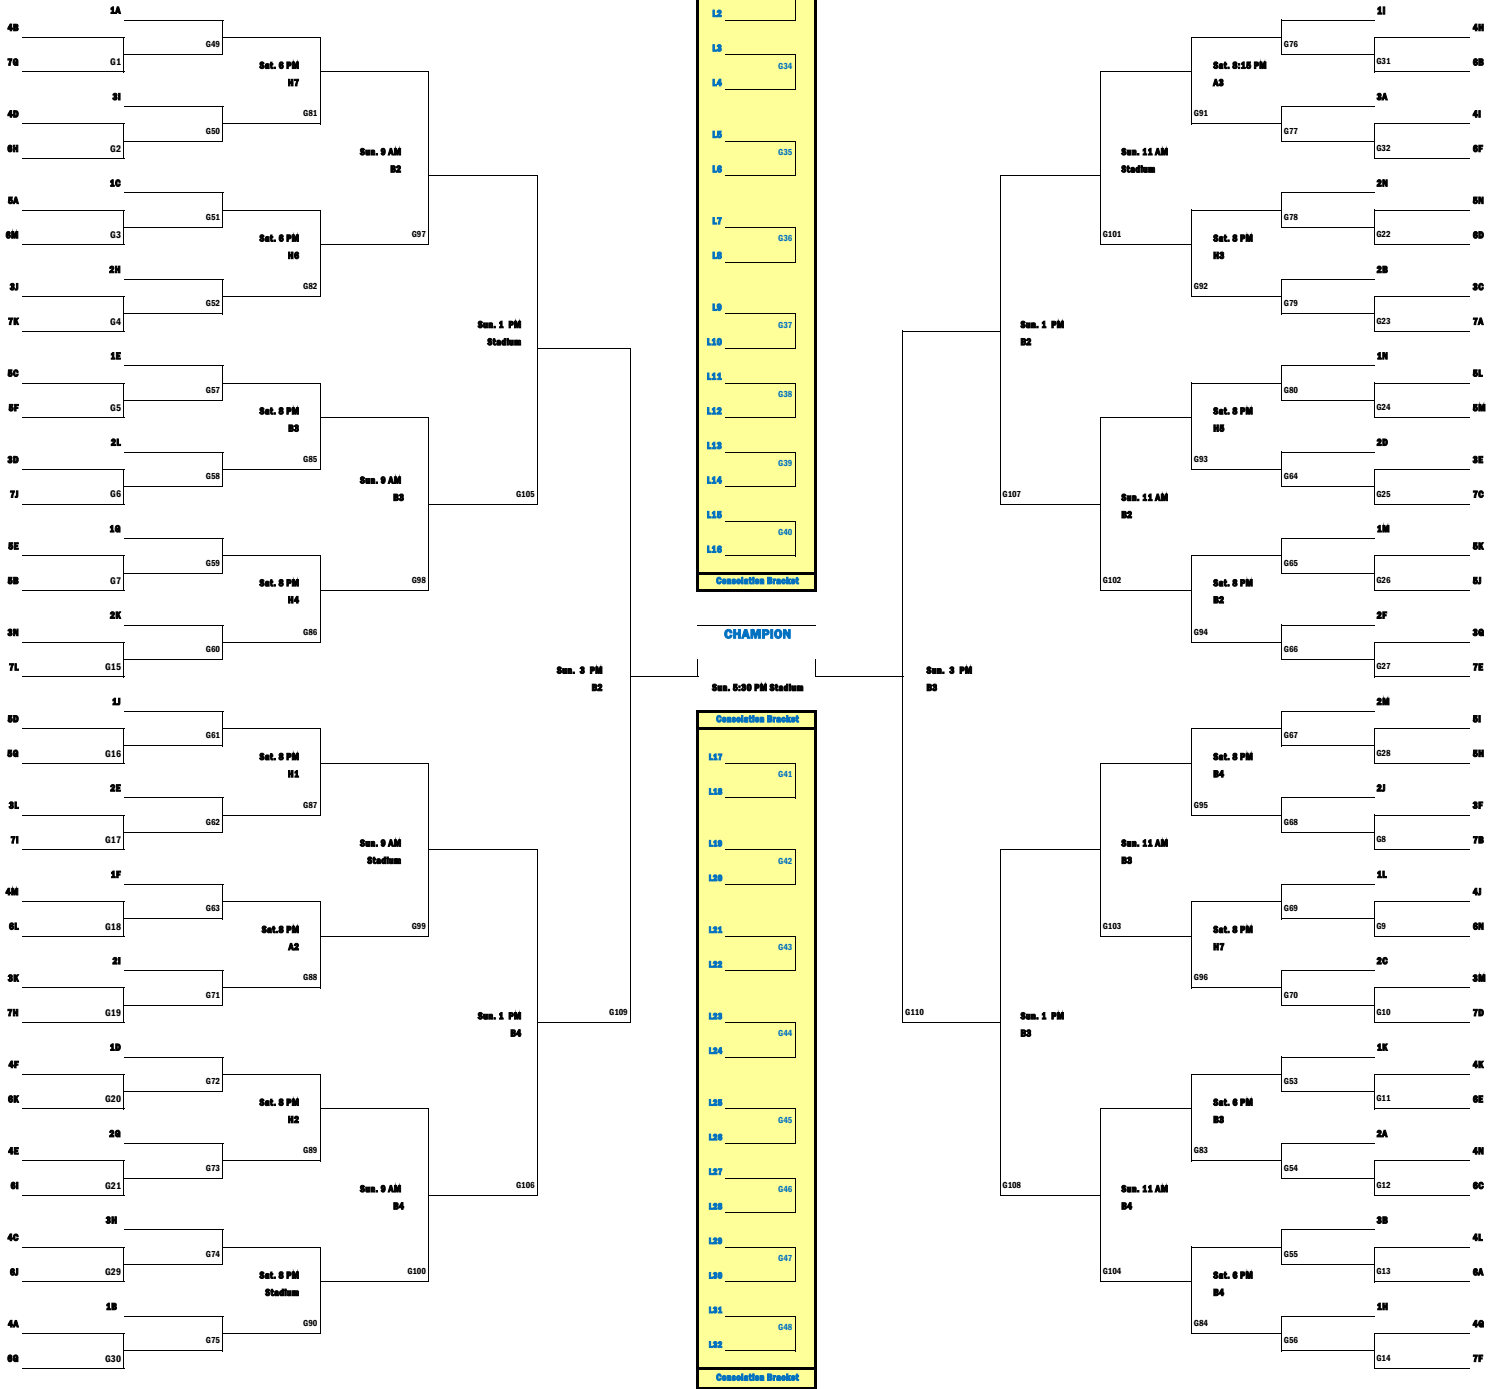 1A
4B
G49
7G
G1
Sat. 6 PM
H7
3I
4D
G81
G50
6H
G2
Sun. 9 AM
B2
1C
5A
G51
6M
G3
Sat. 6 PM
G97
H6
2H
3J
G82
G52
7K
G4
Sun. 1 PM
Stadium
1E
5C
G57
5F
G5
Sat. 8 PM
B3
2L
3D
G85
G58
7J
G6
Sun. 9 AM
B3
G105
1G
5E
G59
5B
G7
Sat. 8 PM
G98
H4
2K
3N
G86
G60
7L
G15
Sun. 3 PM
B2
1J
5D
G61
5G
G16
Sat. 8 PM
H1
2E
3L
G87
G62
7I
G17
Sun. 9 AM
Stadium
1F
4M
G63
6L
G18
Sat.8 PM
G99
A2
2I
3K
G88
G71
7H
G19
Sun. 1 PM
G109
B4
1D
4F
G72
6K
G20
Sat. 8 PM
H2
2G
4E
G89
G73
6I
G21
Sun. 9 AM
G106
B4
3H
4C
G74
6J
G29
Sat. 8 PM
G100
Stadium
1B
4A
G90
G75
6G
G30
L2
L3
G34
L4
L5
G35
L6
L7
G36
L8
L9
G37
L10
L11
G38
L12
L13
G39
L14
L15
G40
L16
Consolation Bracket
CHAMPION
Sun. 5:30 PM Stadium
Consolation Bracket
L17
G41
L18
L19
G42
L20
L21
G43
L22
L23
G44
L24
L25
G45
L26
L27
G46
L28
L29
G47
L30
L31
G48
L32
Consolation Bracket
1I
4H
G76
Sat. 8:15 PM
G31
6B
A3
3A
G91
4I
G77
Sun. 11 AM
G32
6F
Stadium
2N
5N
G78
G101
Sat. 8 PM
G22
6D
H3
2B
G92
3C
G79
Sun. 1 PM
G23
7A
B2
1N
5L
G80
Sat. 8 PM
G24
5M
H5
2D
G93
3E
G64
G107
Sun. 11 AM
G25
7C
B2
1M
5K
G65
G102
Sat. 8 PM
G26
5J
B2
2F
G94
3G
G66
Sun. 3 PM
G27
7E
B3
2M
5I
G67
Sat. 8 PM
G28
5H
B4
2J
G95
3F
G68
Sun. 11 AM
G8
7B
B3
1L
4J
G69
G103
Sat. 8 PM
G9
6N
H7
2C
G96
3M
G70
G110
Sun. 1 PM
G10
7D
B3
1K
4K
G53
Sat. 6 PM
G11
6E
B3
2A
G83
4N
G54
G108
Sun. 11 AM
G12
6C
B4
3B
4L
G55
G104
Sat. 6 PM
G13
6A
B4
1H
G84
4G
G56
G14
7F